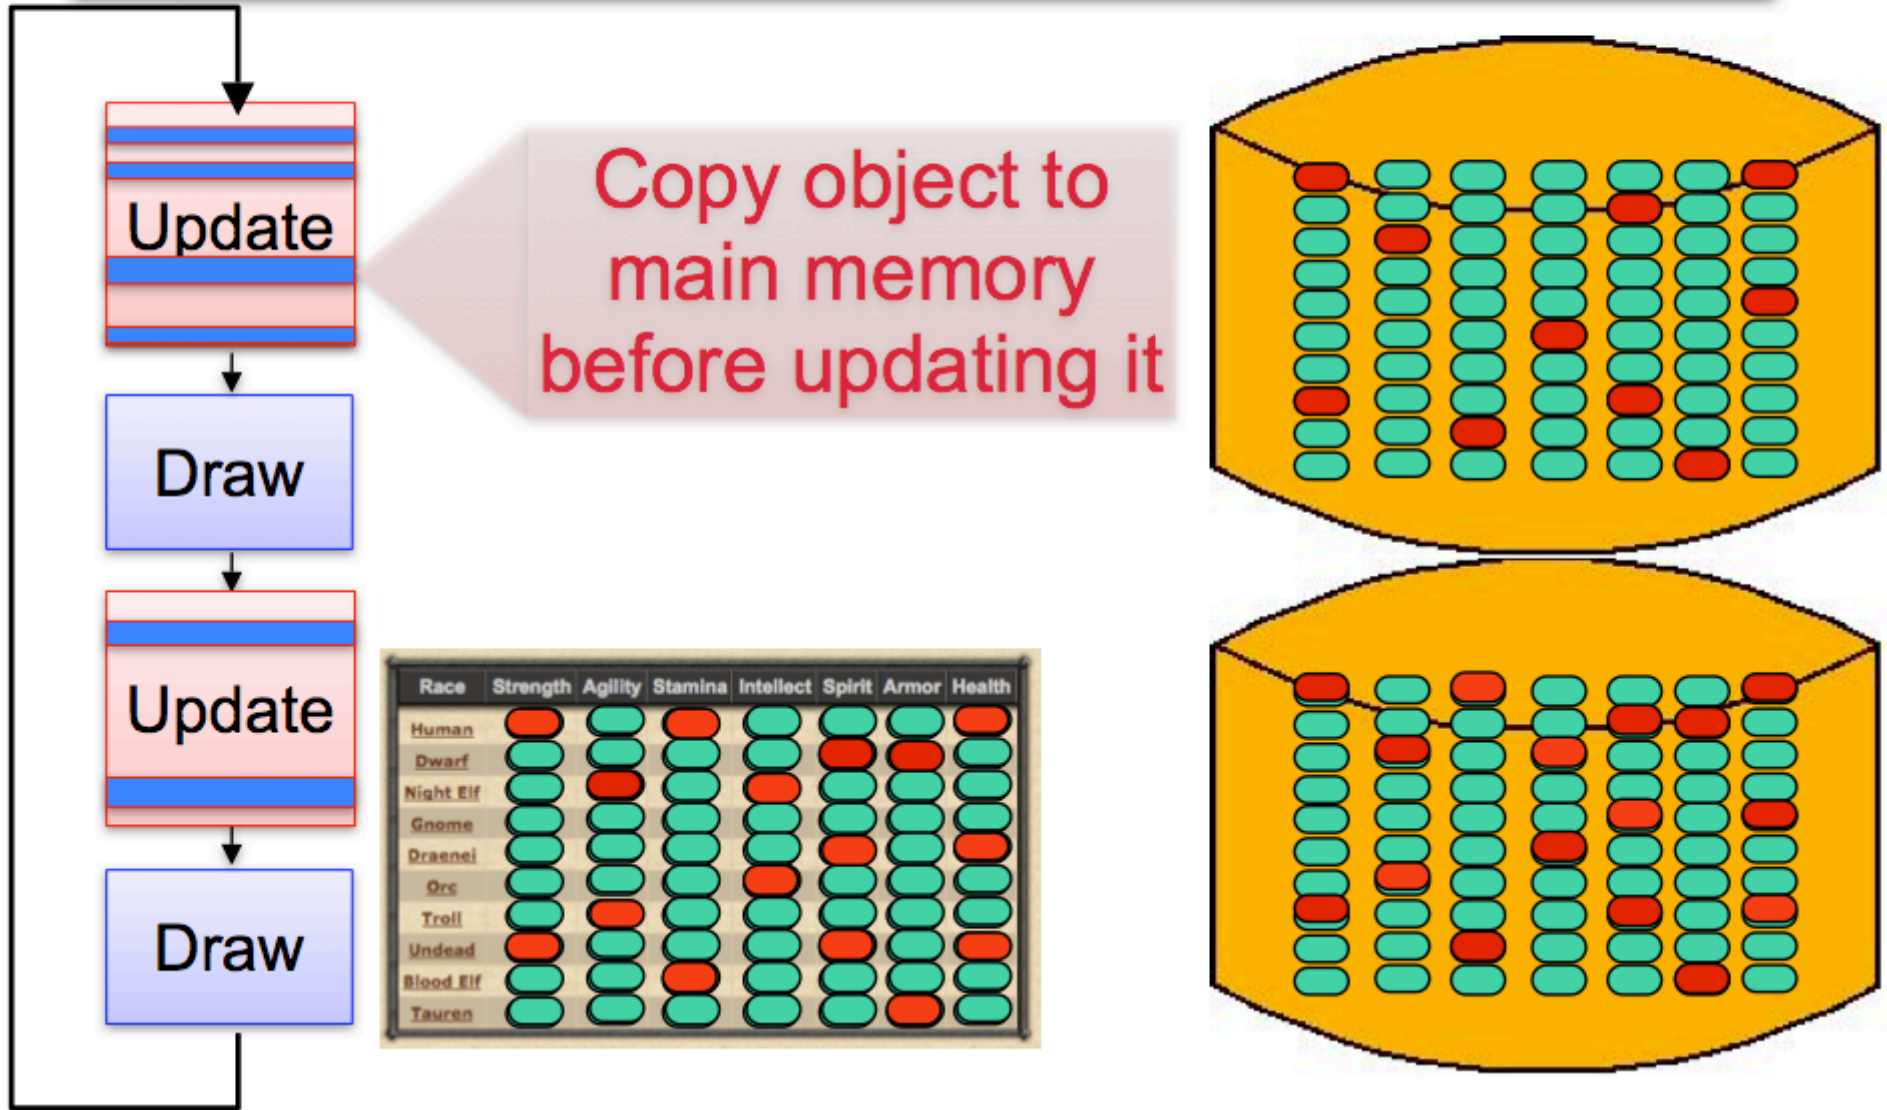 Update
Copy object to
main memory
before updating it
Draw
Update
Draw
Race Strength Agility Stamina Intellect Spirit Armor Health
Human
Dwarf
Night Elf
Gnome
Draenei
Orc
Troll
Undead
Blood Elf
Tauren